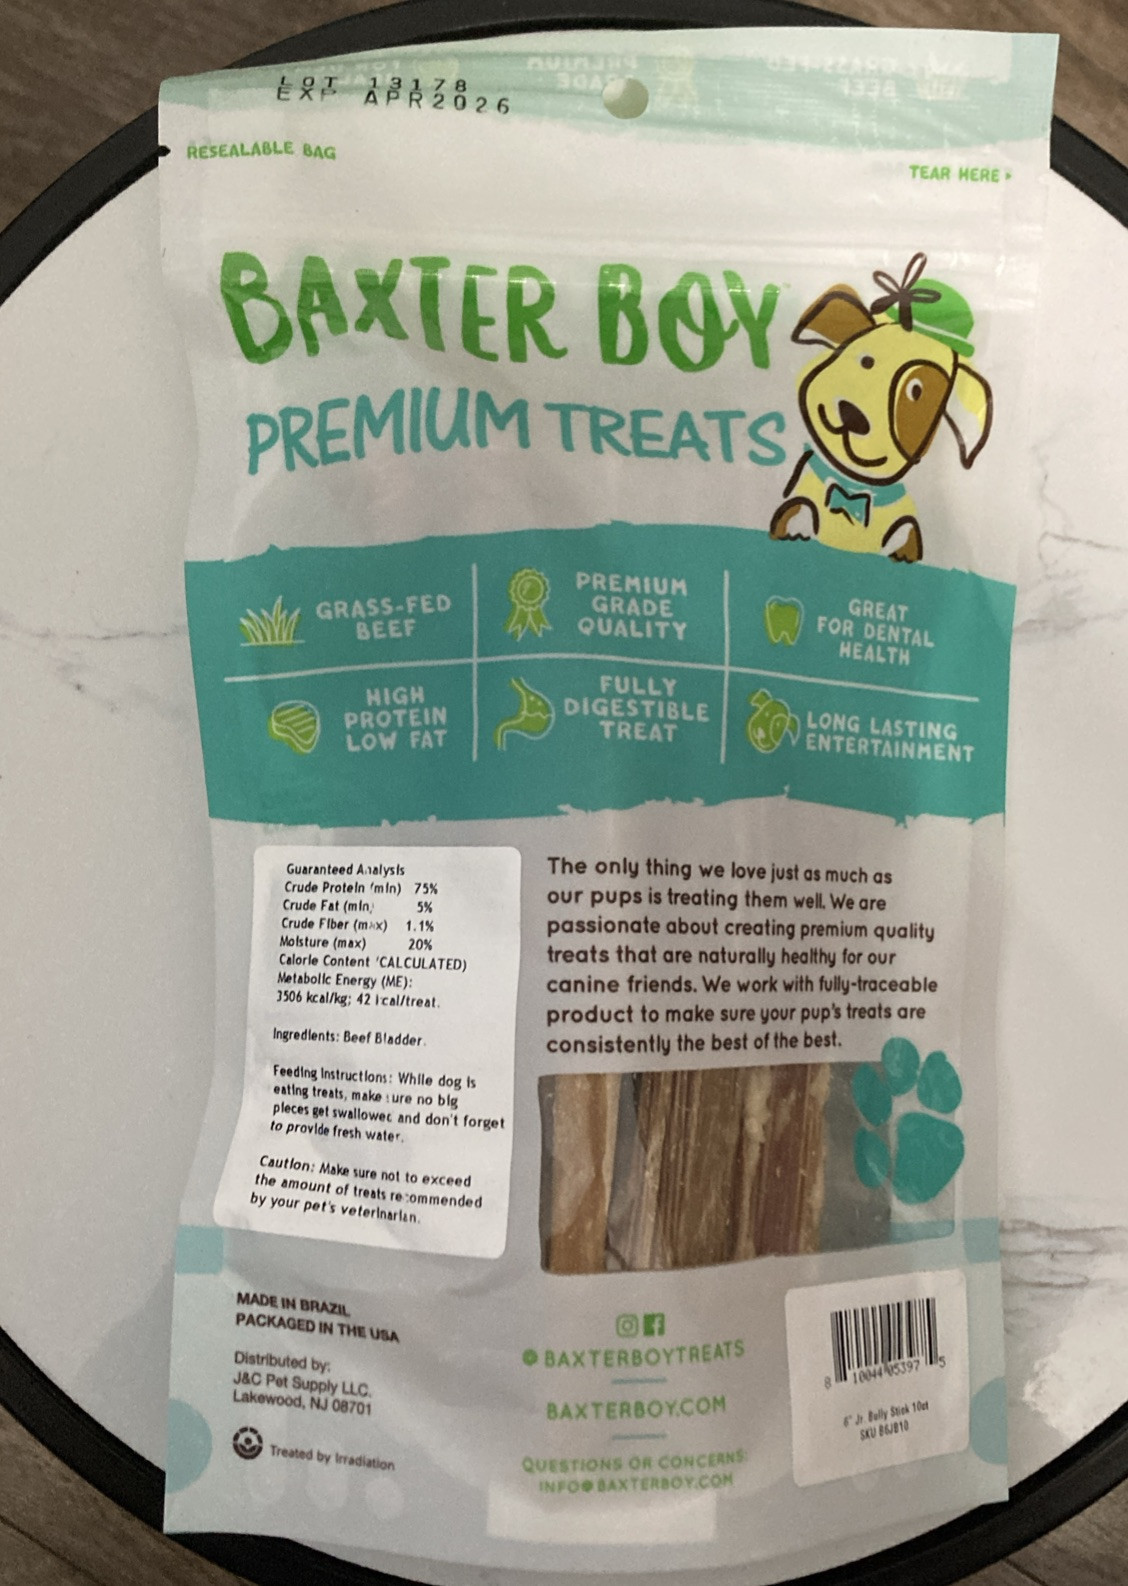 LOT 13178
EXP APR2026
RESEALABLE BAG
TEAR HERE
BAXTER BOY
PREMIUM TREATS
GRASS-FED
BEEF
PREMIUM
GRADE
QUALITY
GREAT
FOR DENTAL
HEALTH
HIGH
PROTEIN
LOW FAT
FULLY
DIGESTIBLE
TREAT
LONG LASTING
ENTERTAINMENT
Guaranteed Analysis
Crude Protein (min) 75%
Crude Fat (min) 5%
Crude Fiber (max) 1.1%
Moisture (max) 20%
Calorie Content (CALCULATED)
Metabolic Energy (ME):
3506 kcal/kg; 42 kcal/treat.
Ingredients: Beef Bladder.
Feeding Instructions: While dog is
eating treats, make sure no big
pieces get swallowed and don't forget
to provide fresh water.
Caution: Make sure not to exceed
the amount of treats recommended
by your pet's veterinarian.
The only thing we love just as much as
our pups is treating them well. We are
passionate about creating premium quality
treats that are naturally healthy for our
canine friends. We work with fully-traceable
product to make sure your pup's treats are
consistently the best of the best.
MADE IN BRAZIL
PACKAGED IN THE USA
Distributed by:
J&C Pet Supply LLC.
Lakewood, NJ 08701
Treated by Irradiation
@BAXTERBOYTREATS
BAXTERBOY.COM
QUESTIONS OR CONCERNS:
INFO@BAXTERBOY.COM
8 10044 05397 5
6" Jr. Bully Stick 10ct
SKU B6JB10